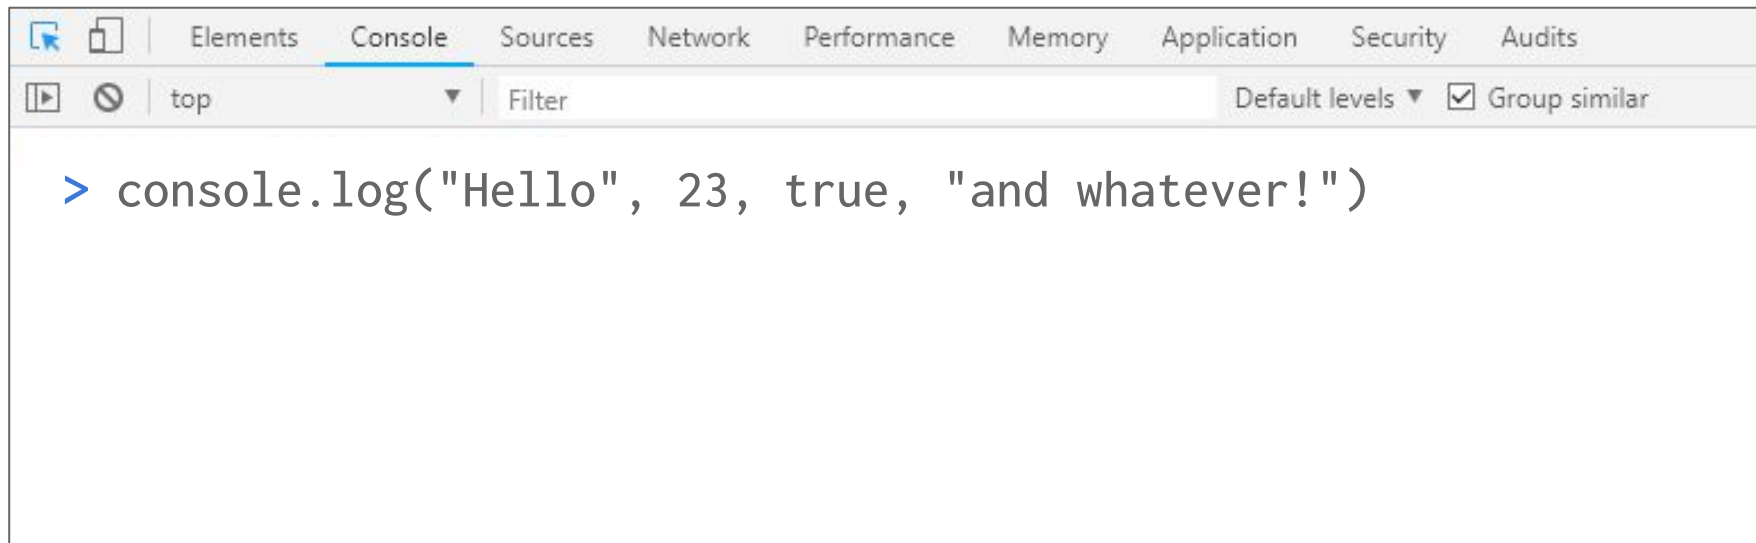 Elements Console Sources Network Performance Memory Application Security Audits
top ▼ Filter Default levels ▼ Group similar
> console.log("Hello", 23, true, "and whatever!")